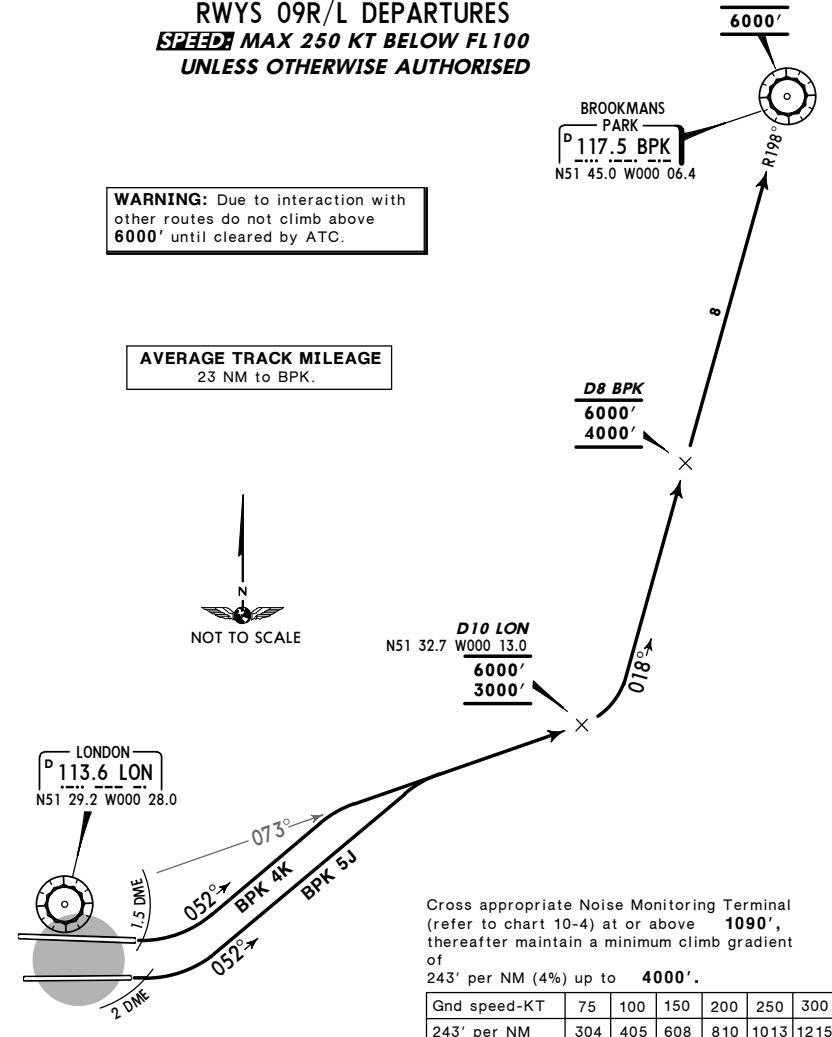 RWYS 09R/L DEPARTURES
SPEED: MAX 250 KT BELOW FL100
UNLESS OTHERWISE AUTHORISED
6000'
BROOKMANS
PARK
D 117.5 BPK
N51 45.0 W000 06.4
R198°
WARNING: Due to interaction with
other routes do not climb above
6000' until cleared by ATC.
8
AVERAGE TRACK MILEAGE
23 NM to BPK.
D8 BPK
6000'
4000'
N
NOT TO SCALE
D10 LON
N51 32.7 W000 13.0
6000'
3000'
018°
LONDON
D 113.6 LON
N51 29.2 W000 28.0
073°
1.5 DME
052°
BPK 4K
BPK 5J
052°
2 DME
Cross appropriate Noise Monitoring Terminal
(refer to chart 10-4) at or above 1090',
thereafter maintain a minimum climb gradient
of
243' per NM (4%) up to 4000'.
Gnd speed-KT 75 100 150 200 250 300
243' per NM 304 405 608 810 1013 1215